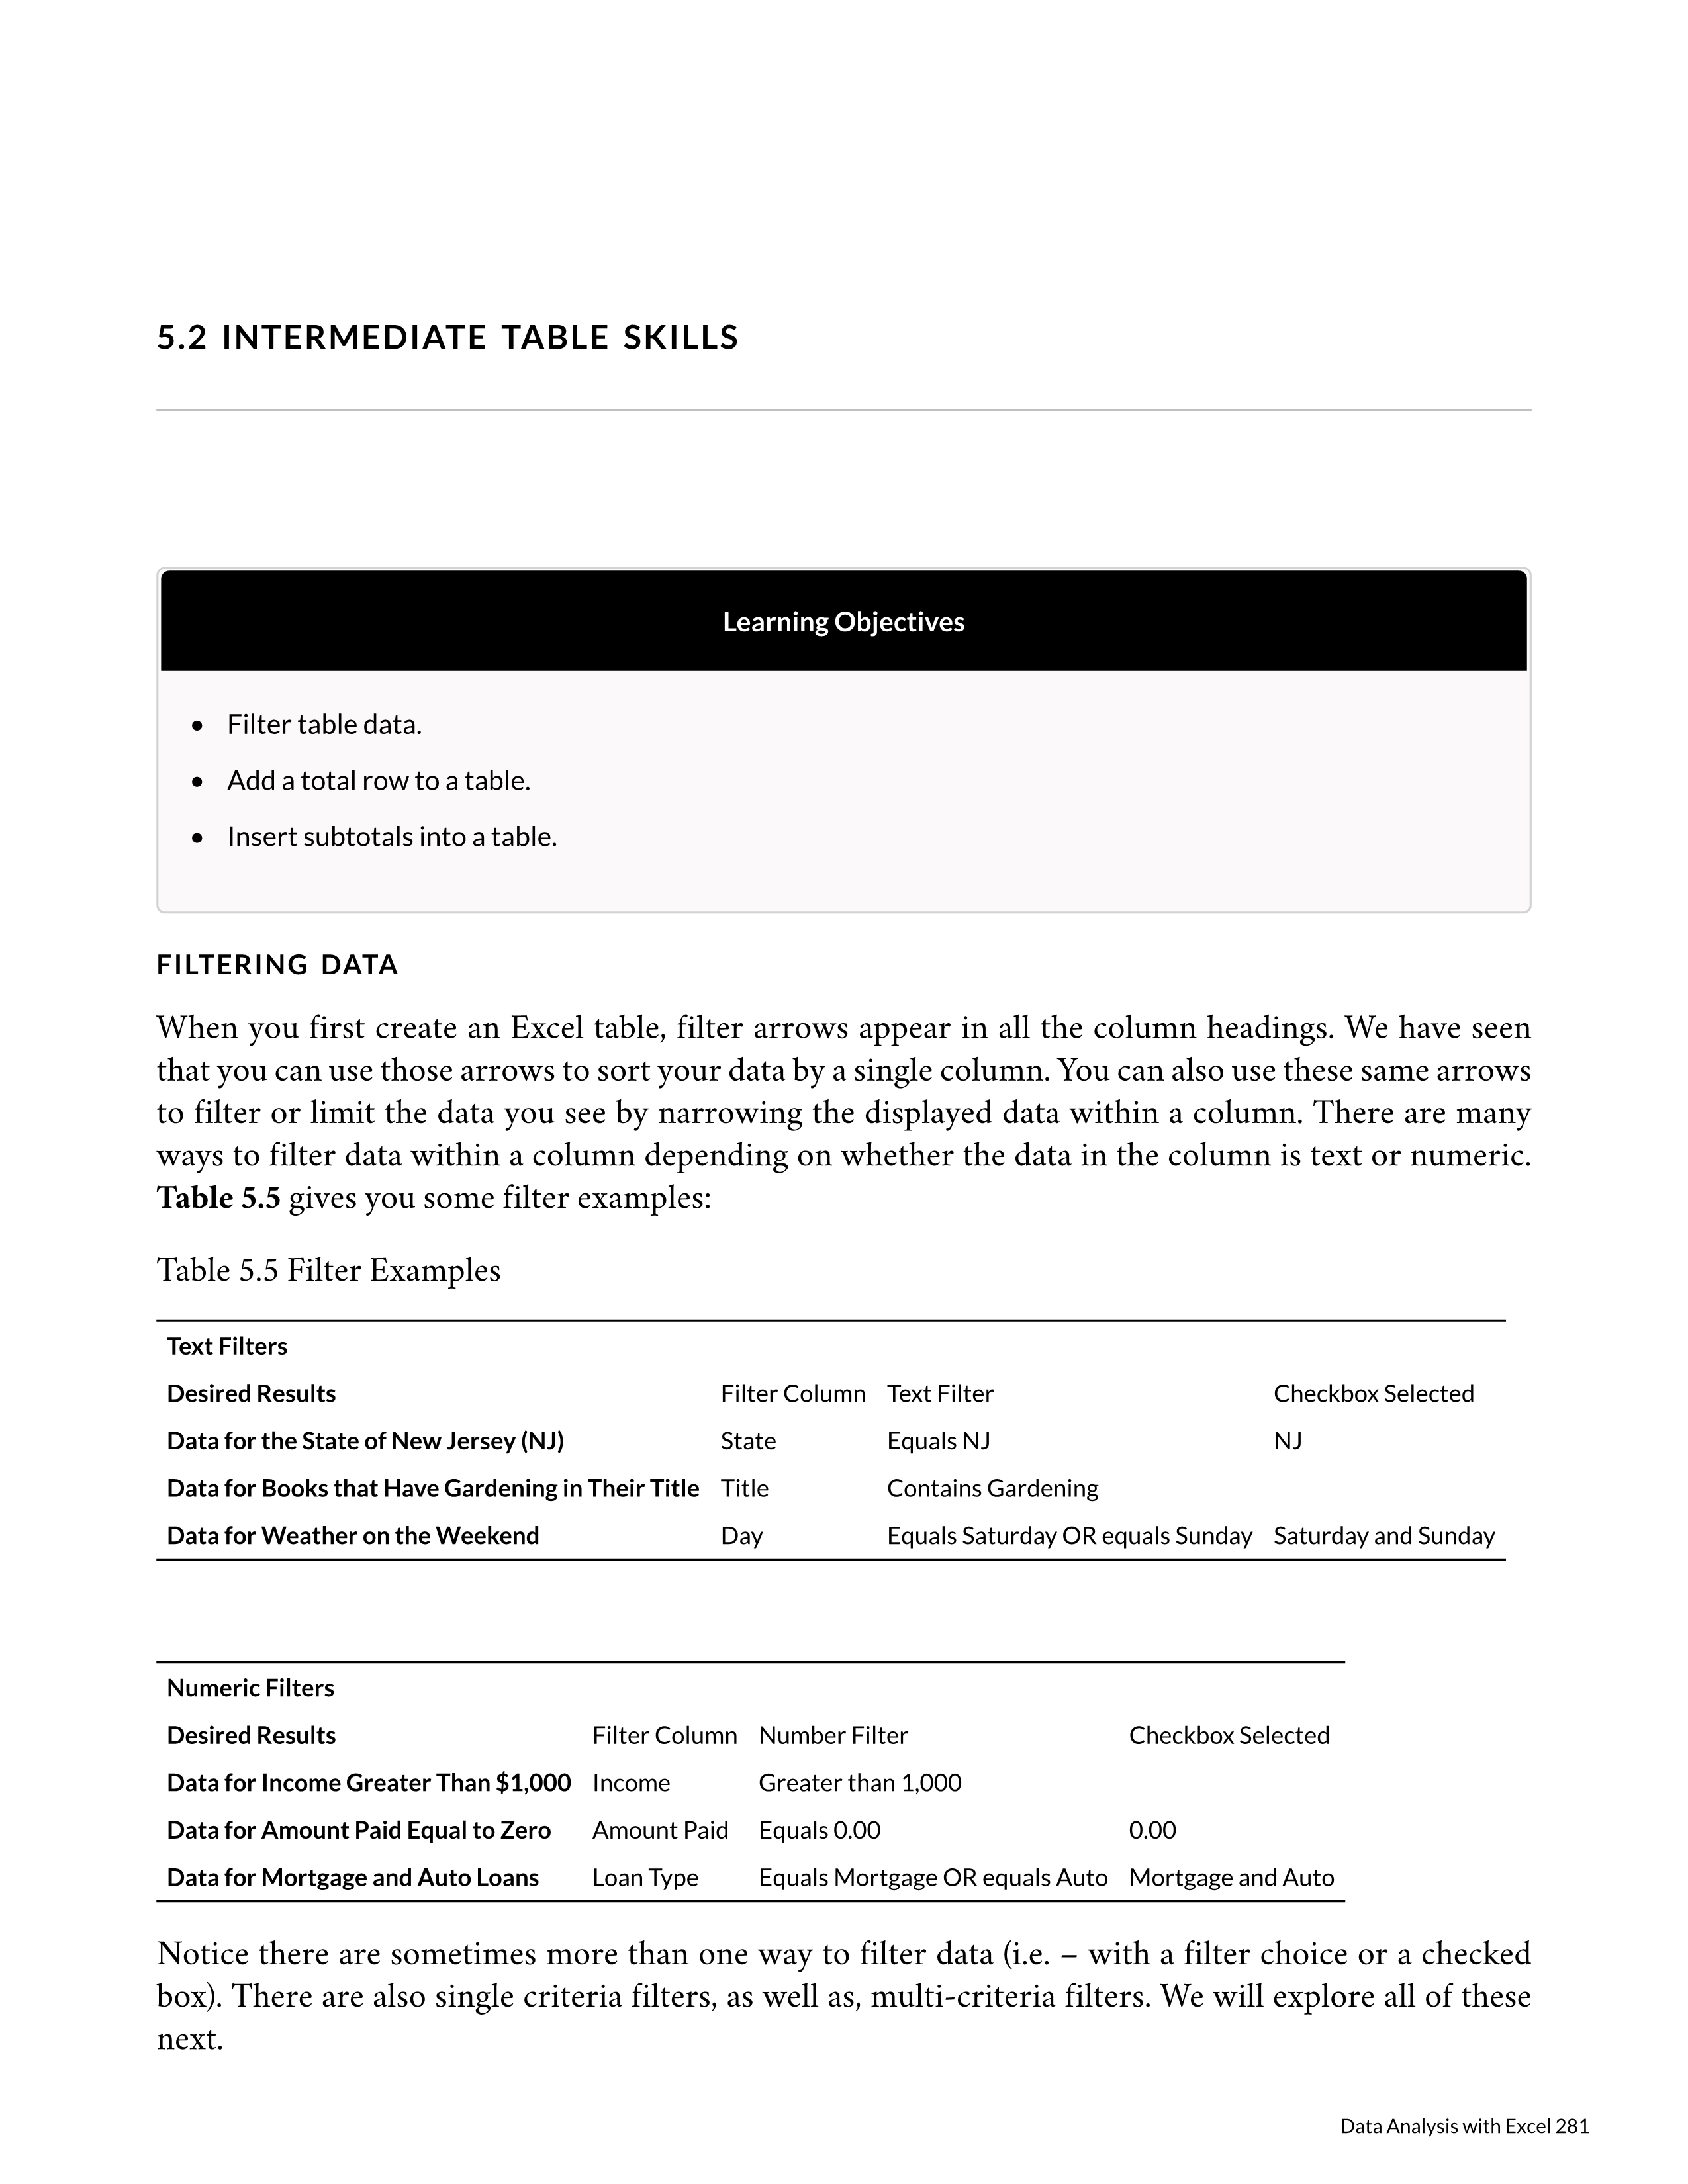 5.2 INTERMEDIATE TABLE SKILLS
Learning Objectives
• Filter table data.
• Add a total row to a table.
• Insert subtotals into a table.
FILTERING DATA
When you first create an Excel table, filter arrows appear in all the column headings. We have seen
that you can use those arrows to sort your data by a single column. You can also use these same arrows
to filter or limit the data you see by narrowing the displayed data within a column. There are many
ways to filter data within a column depending on whether the data in the column is text or numeric.
Table 5.5 gives you some filter examples:
Table 5.5 Filter Examples
Text Filters
Desired Results Filter Column Text Filter Checkbox Selected
Data for the State of New Jersey (NJ) State Equals NJ NJ
Data for Books that Have Gardening in Their Title Title Contains Gardening
Data for Weather on the Weekend Day Equals Saturday OR equals Sunday Saturday and Sunday
Numeric Filters
Desired Results Filter Column Number Filter Checkbox Selected
Data for Income Greater Than $1,000 Income Greater than 1,000
Data for Amount Paid Equal to Zero Amount Paid Equals 0.00 0.00
Data for Mortgage and Auto Loans Loan Type Equals Mortgage OR equals Auto Mortgage and Auto
Notice there are sometimes more than one way to filter data (i.e. – with a filter choice or a checked
box). There are also single criteria filters, as well as, multi-criteria filters. We will explore all of these
next.
Data Analysis with Excel 281